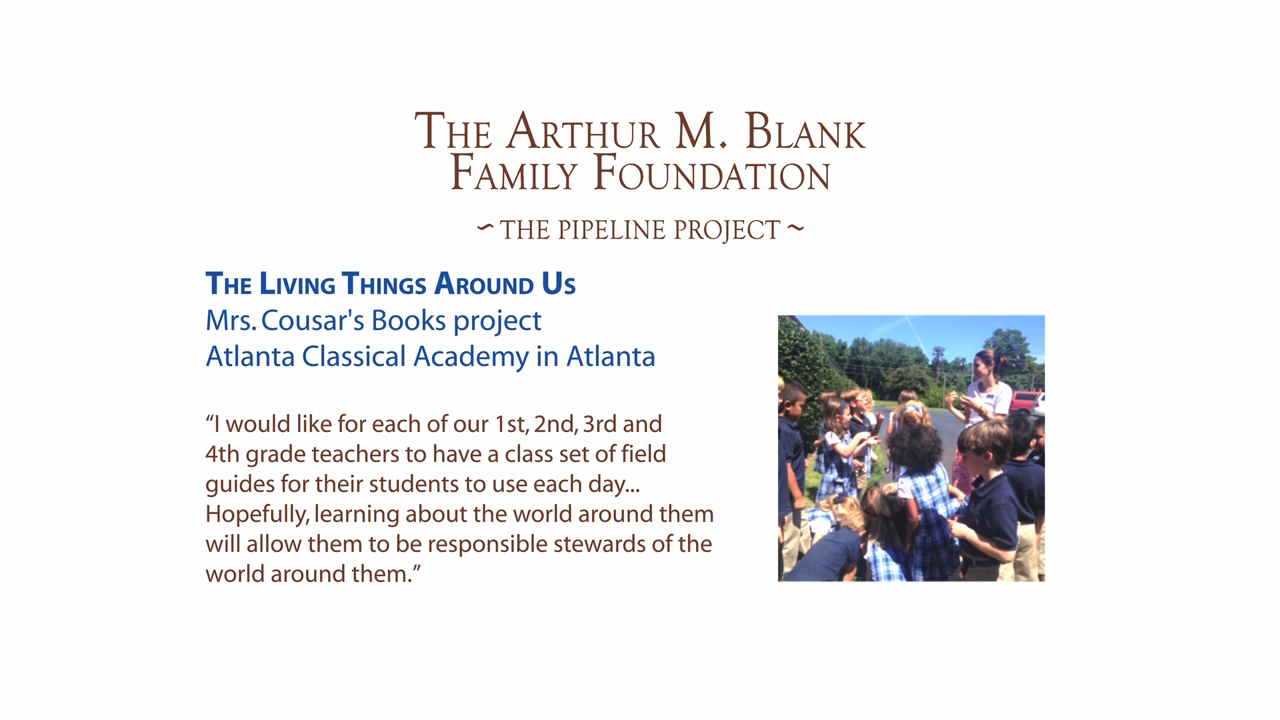 THE ARTHUR M. BLANK
FAMILY FOUNDATION
~ THE PIPELINE PROJECT ~
THE LIVING THINGS AROUND US
Mrs. Cousar's Books project
Atlanta Classical Academy in Atlanta
“I would like for each of our 1st, 2nd, 3rd and
4th grade teachers to have a class set of field
guides for their students to use each day...
Hopefully, learning about the world around them
will allow them to be responsible stewards of the
world around them.”